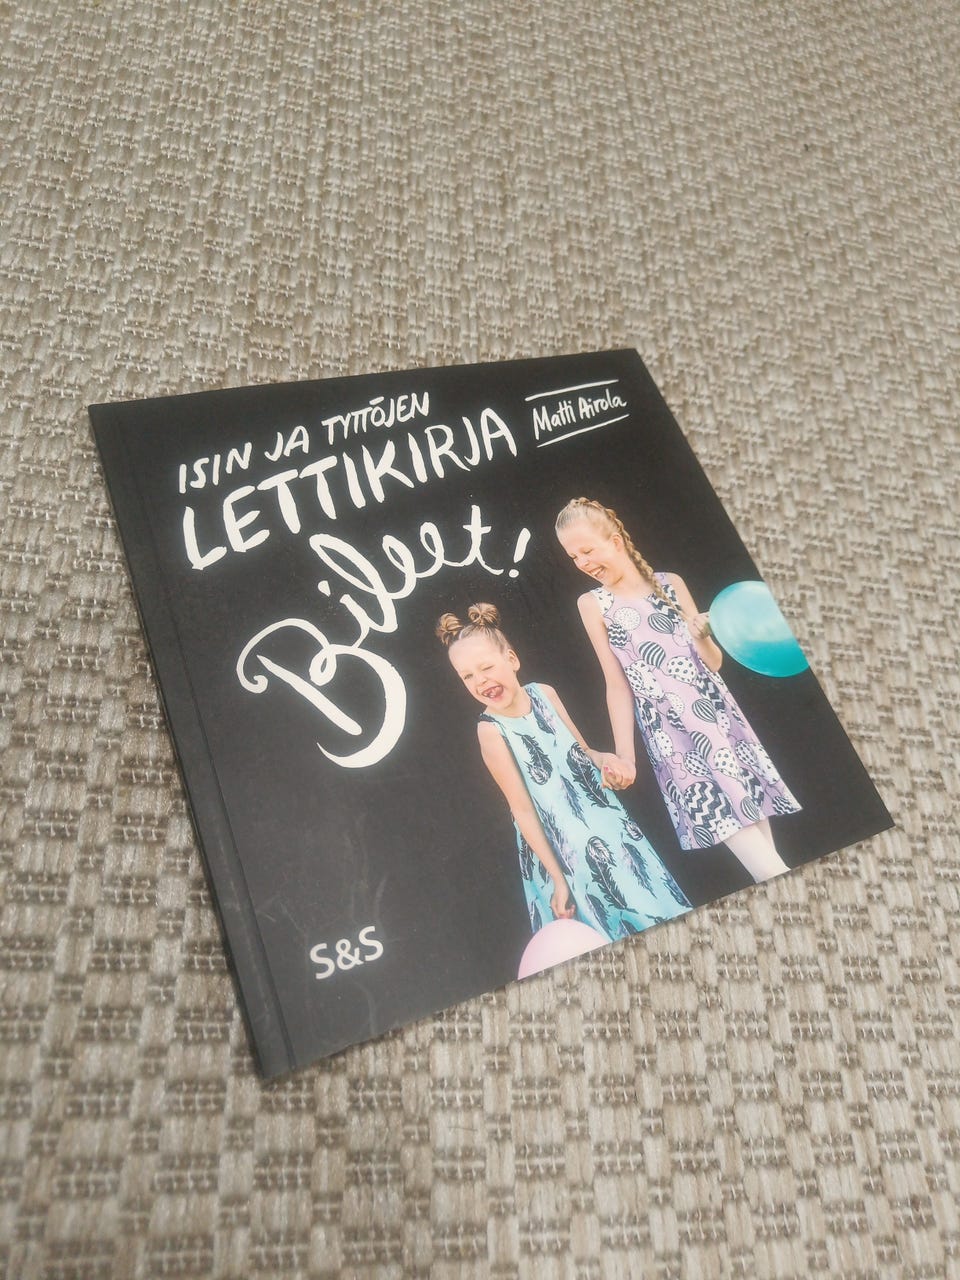 ISIN JA TYTTÖJEN
LETTIKIRJA
Bileet!
Matti Airola
S&S